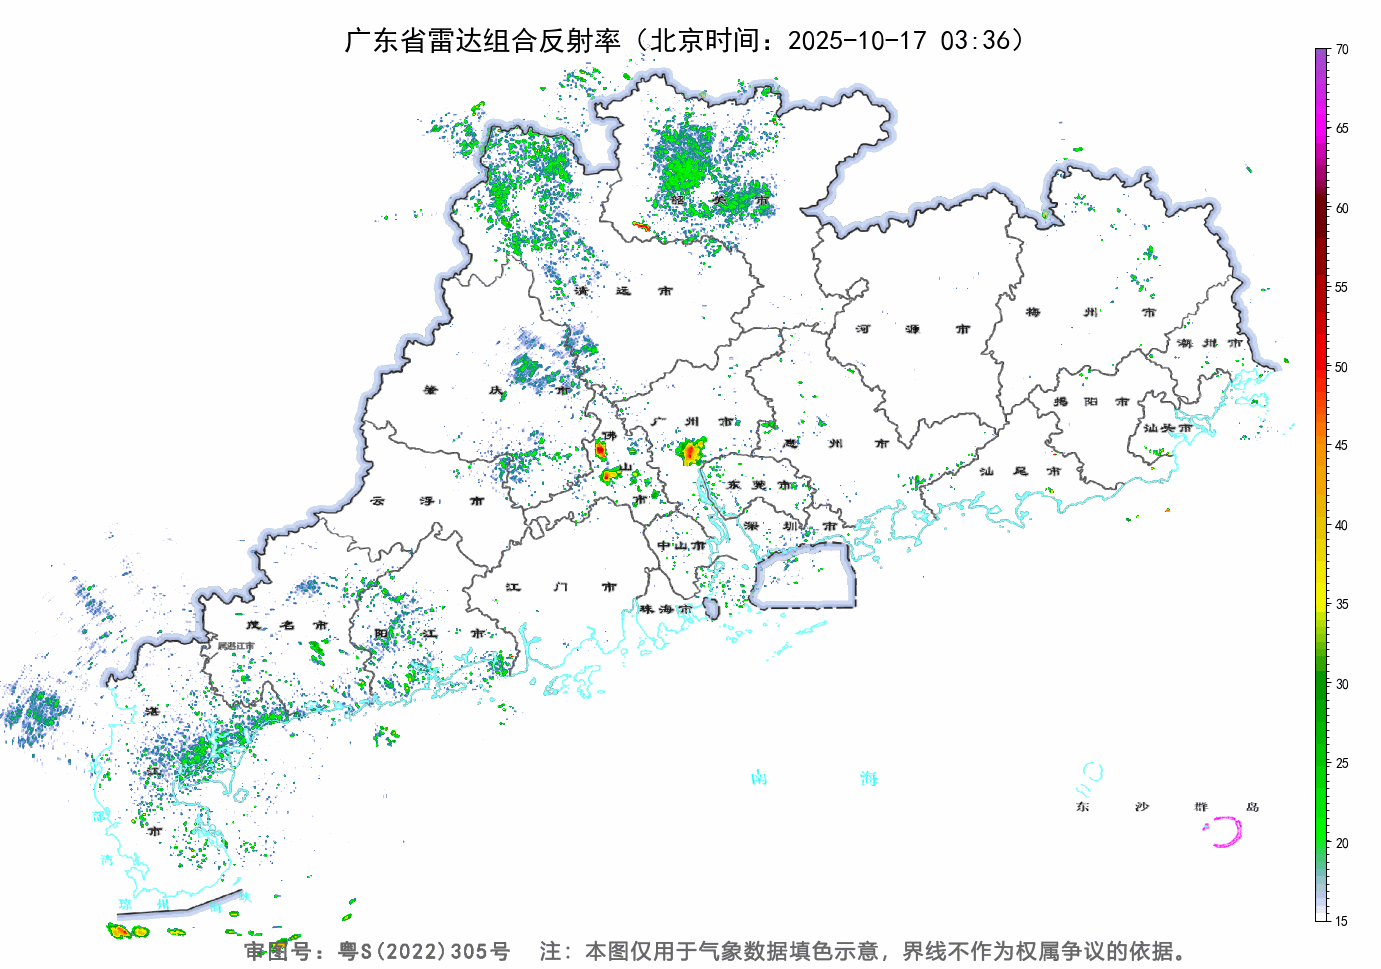 广东省雷达组合反射率（北京时间：2025-10-17 03:36）
70
65
60
55
50
45
40
35
30
25
20
15
韶关市
清远市
河源市
梅州市
潮州市
肇庆市
广州市
佛山市
惠州市
揭阳市
汕头市
汕尾市
东莞市
云浮市
深圳市
中山市
江门市
珠海市
茂名市
属湛江市
阳江市
湛江市
南海
东沙群岛
琼州海峡
审图号：粤S(2022)305号 注：本图仅用于气象数据填色示意，界线不作为权属争议的依据。